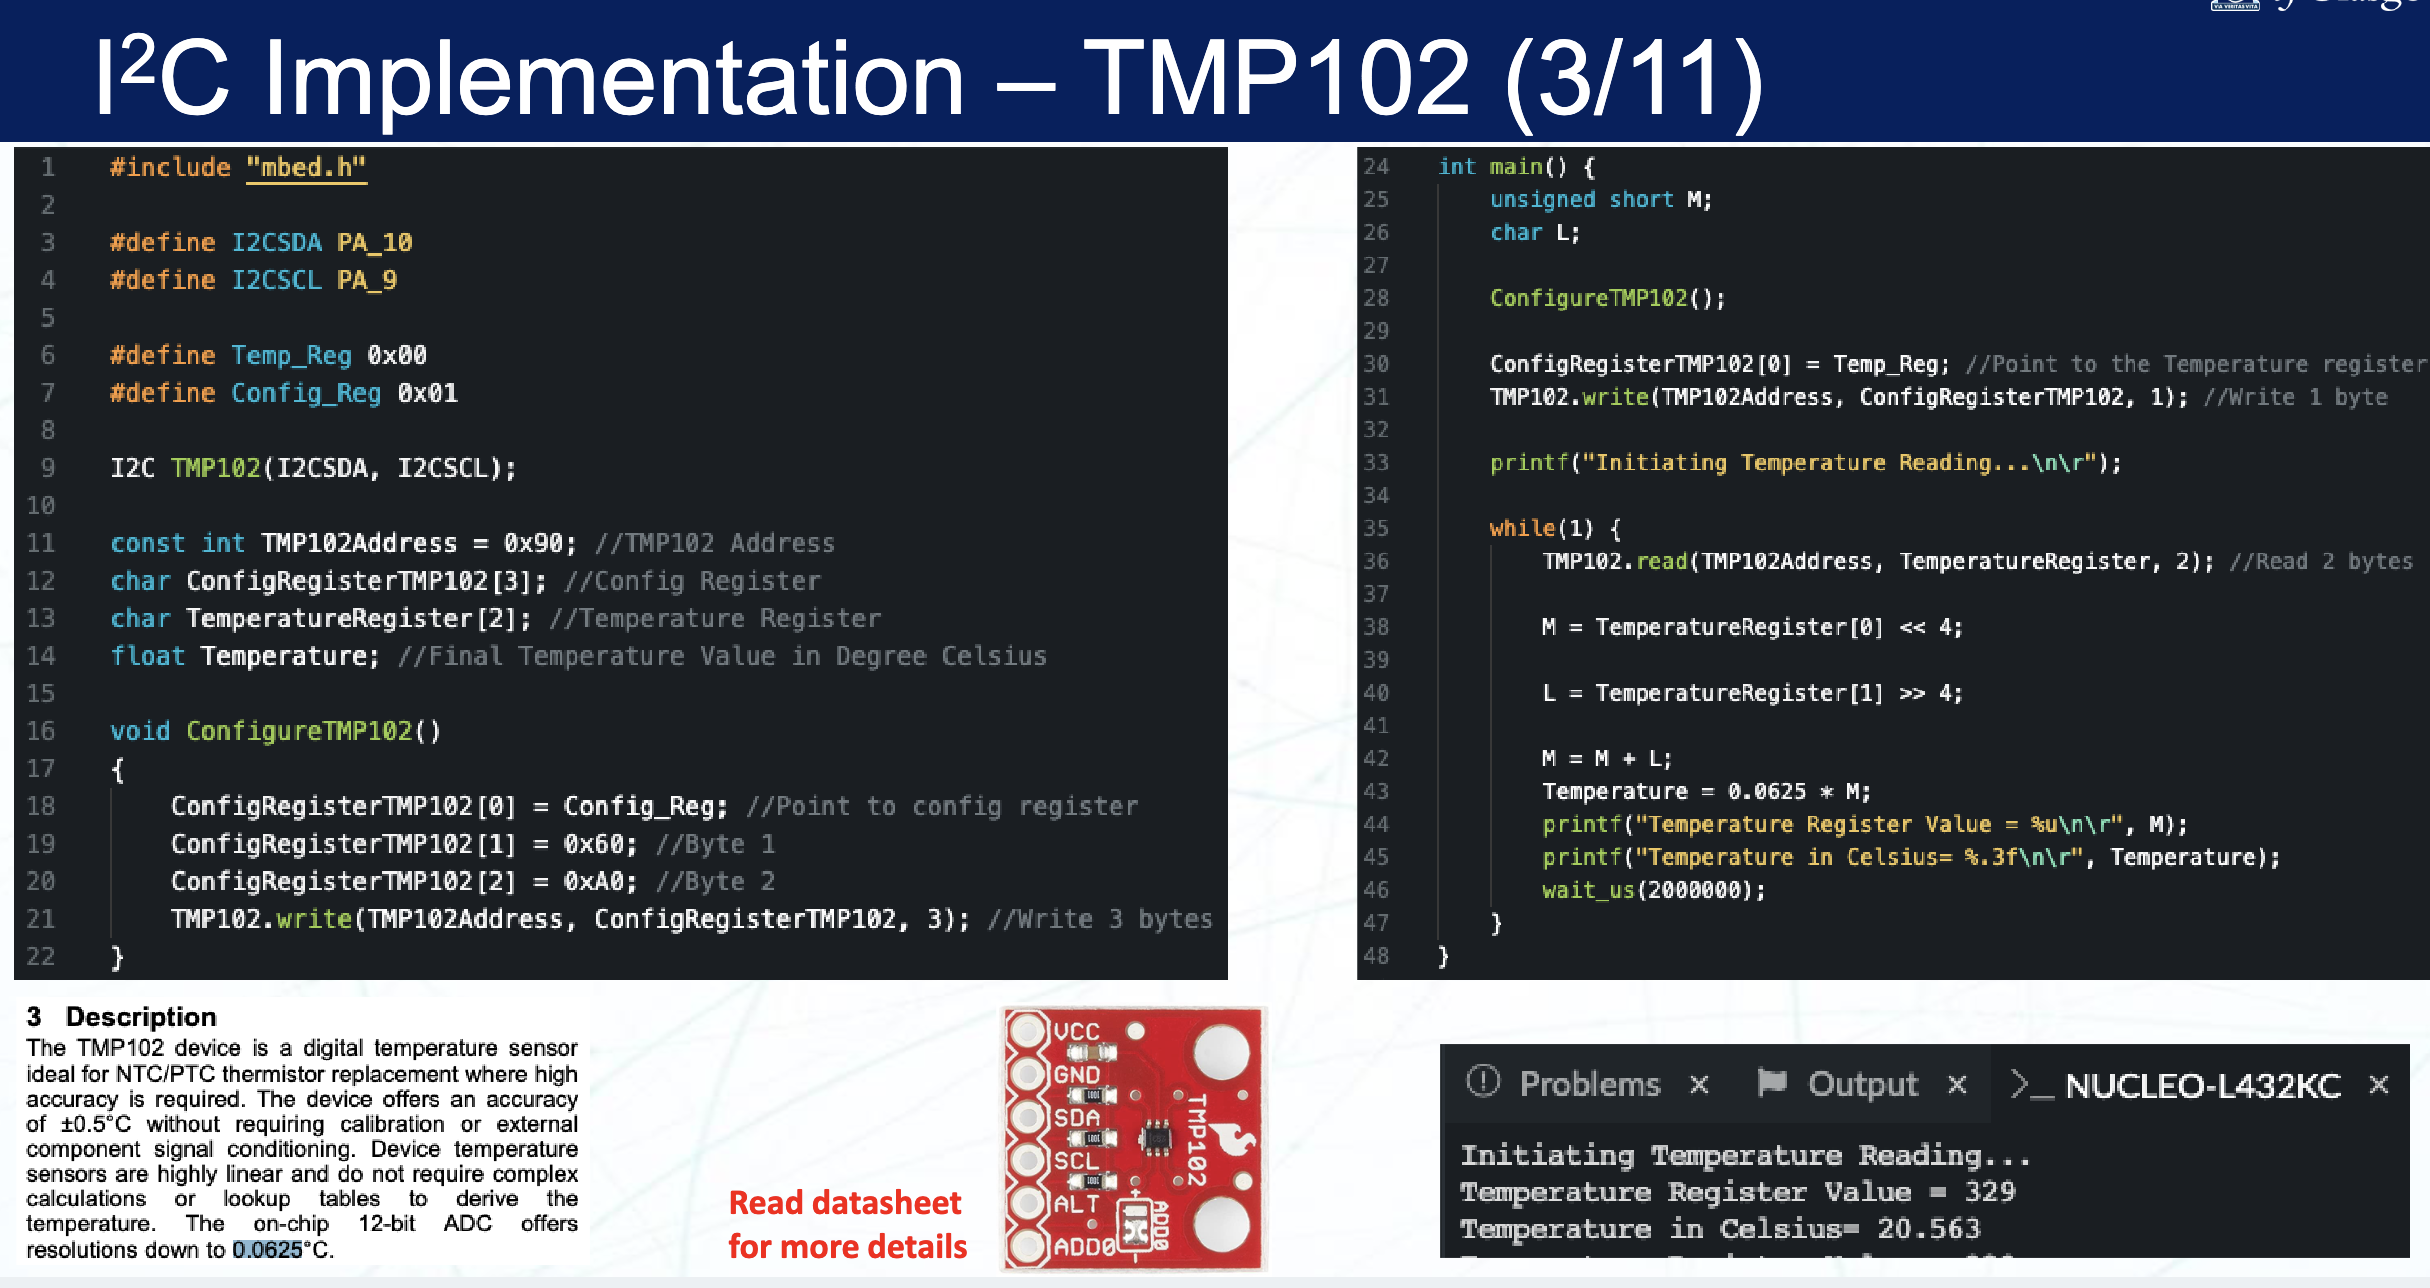 I²C Implementation – TMP102 (3/11)
1 #include "mbed.h"
2
3 #define I2CSDA PA_10
4 #define I2CSCL PA_9
5
6 #define Temp_Reg 0x00
7 #define Config_Reg 0x01
8
9 I2C TMP102(I2CSDA, I2CSCL);
10
11 const int TMP102Address = 0x90; //TMP102 Address
12 char ConfigRegisterTMP102[3]; //Config Register
13 char TemperatureRegister[2]; //Temperature Register
14 float Temperature; //Final Temperature Value in Degree Celsius
15
16 void ConfigureTMP102()
17 {
18 ConfigRegisterTMP102[0] = Config_Reg; //Point to config register
19 ConfigRegisterTMP102[1] = 0x60; //Byte 1
20 ConfigRegisterTMP102[2] = 0xA0; //Byte 2
21 TMP102.write(TMP102Address, ConfigRegisterTMP102, 3); //Write 3 bytes
22 }
24 int main() {
25 unsigned short M;
26 char L;
27
28 ConfigureTMP102();
29
30 ConfigRegisterTMP102[0] = Temp_Reg; //Point to the Temperature register
31 TMP102.write(TMP102Address, ConfigRegisterTMP102, 1); //Write 1 byte
32
33 printf("Initiating Temperature Reading...\n\r");
34
35 while(1) {
36 TMP102.read(TMP102Address, TemperatureRegister, 2); //Read 2 bytes
37
38 M = TemperatureRegister[0] << 4;
39
40 L = TemperatureRegister[1] >> 4;
41
42 M = M + L;
43 Temperature = 0.0625 * M;
44 printf("Temperature Register Value = %u\n\r", M);
45 printf("Temperature in Celsius= %.3f\n\r", Temperature);
46 wait_us(2000000);
47 }
48 }
3 Description
The TMP102 device is a digital temperature sensor
ideal for NTC/PTC thermistor replacement where high
accuracy is required. The device offers an accuracy
of ±0.5°C without requiring calibration or external
component signal conditioning. Device temperature
sensors are highly linear and do not require complex
calculations or lookup tables to derive the
temperature. The on-chip 12-bit ADC offers
resolutions down to 0.0625°C.
Read datasheet
for more details
VCC
GND
SDA
SCL
ALT
ADD0
TMP102
ADD0
1001
1001
1001
Problems × Output × >_ NUCLEO-L432KC ×
Initiating Temperature Reading...
Temperature Register Value = 329
Temperature in Celsius= 20.563